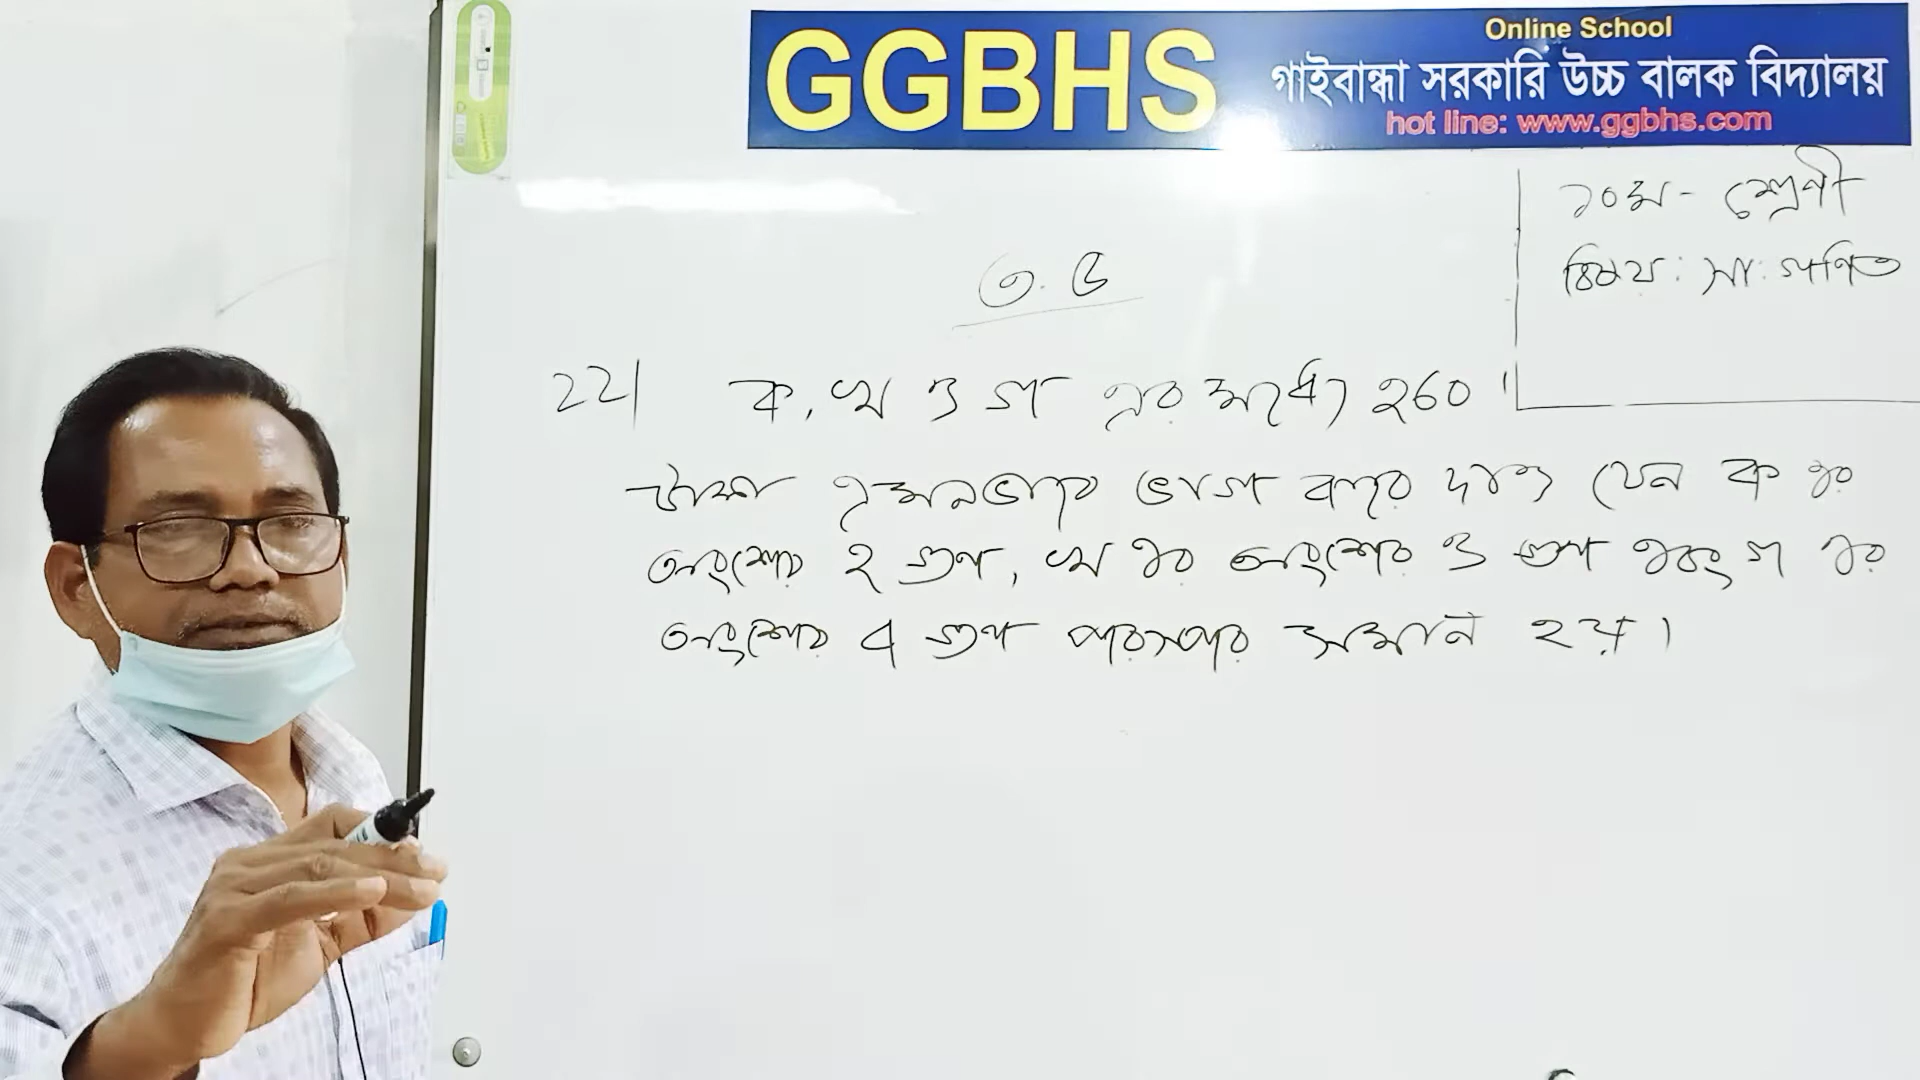 GGBHS
Online School
গাইবান্ধা সরকারি উচ্চ বালক বিদ্যালয়
hot line: www.ggbhs.com
১০ম - শ্রেণী
বিষয়: সা: গণিত
৩.৫
২২। ক, খ ও গ এর মধ্যে ২৬০
টাকা এমনভাবে ভাগ করে দাও যেন ক এর
অংশের ২ গুণ, খ এর অংশের ৩ গুণ এবং গ এর
অংশের ৪ গুণ পরস্পর সমান হয়।